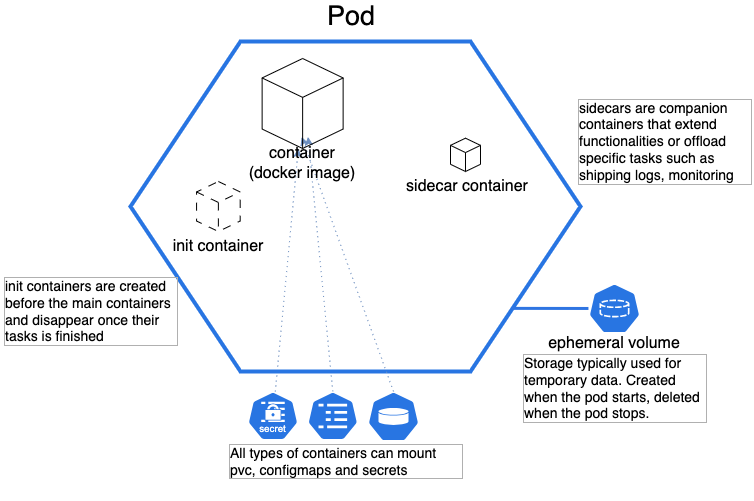 Pod
container
(docker image)
sidecar container
init container
sidecars are companion
containers that extend
functionalities or offload
specific tasks such as
shipping logs, monitoring
init containers are created
before the main containers
and disappear once their
tasks is finished
ephemeral volume
Storage typically used for
temporary data. Created
when the pod starts, deleted
when the pod stops.
secret
All types of containers can mount
pvc, configmaps and secrets